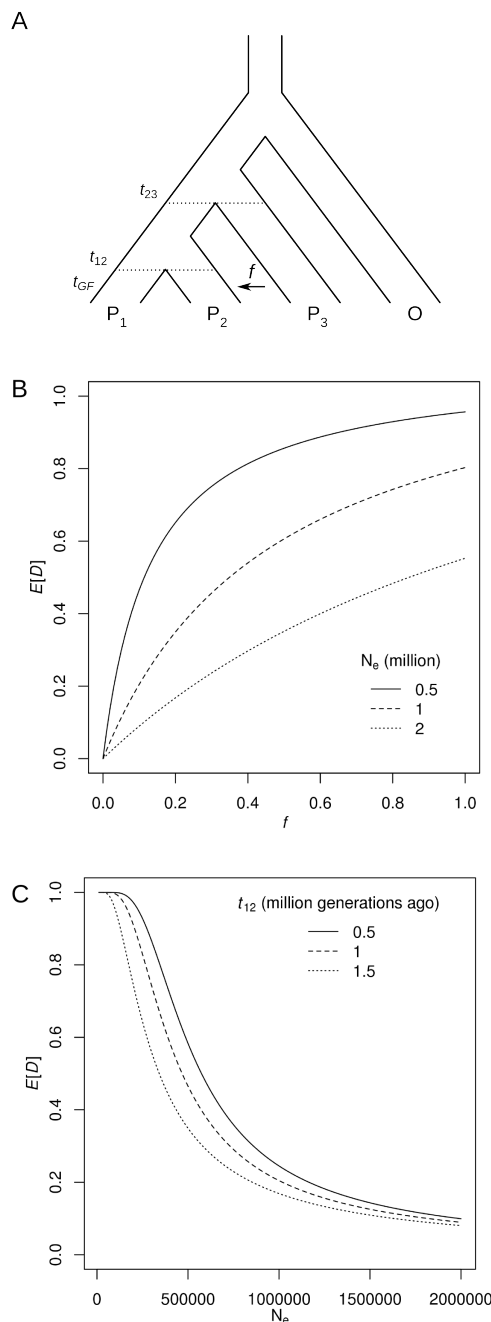 A
t23
t12
tGF
f
P1 P2 P3 O
B
1.0
0.8
0.6
0.4
0.2
0.0
E[D]
Ne (million)
0.5
1
2
0.0 0.2 0.4 0.6 0.8 1.0
f
C
t12 (million generations ago)
0.5
1
1.5
1.0
0.8
0.6
0.4
0.2
0.0
E[D]
0 500000 1000000 1500000 2000000
Ne